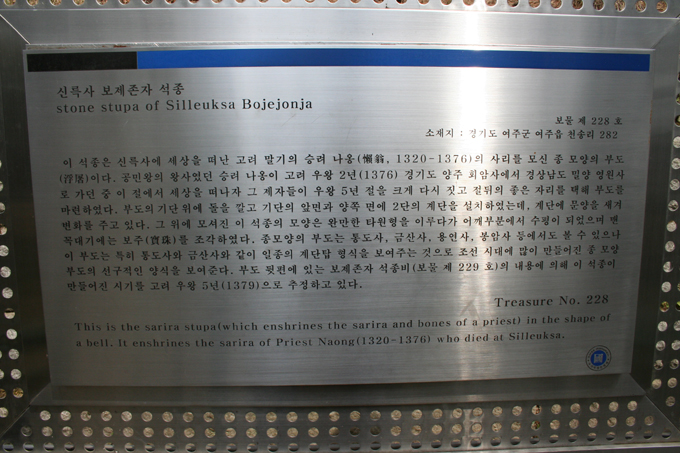 신륵사 보제존자 석종
stone stupa of Silleuksa Bojejonja
보물 제 228 호
소재지 : 경기도 여주군 여주읍 천송리 282
이 석종은 신륵사에 세상을 떠난 고려 말기의 승려 나옹(懶翁, 1320-1376)의 사리를 모신 종 모양의 부도
(浮屠)이다. 공민왕의 왕사였던 승려 나옹이 고려 우왕 2년(1376) 경기도 양주 회암사에서 경상남도 밀양 영원사
로 가던 중 이 절에서 세상을 떠나자 그 제자들이 우왕 5년 절을 크게 다시 짓고 절뒤의 좋은 자리를 택해 부도를
마련하였다. 부도의 기단 위에 돌을 깔고 기단의 앞면과 양쪽 면에 2단의 계단을 설치하였는데, 계단에 문양을 새겨
변화를 주고 있다. 그 위에 모셔진 이 석종의 모양은 완만한 타원형을 이루다가 어깨부분에서 수평이 되었으며 맨
꼭대기에는 보주(寶珠)를 조각하였다. 종모양의 부도는 통도사, 금산사, 용연사, 봉암사 등에서도 볼 수 있으나
이 부도는 특히 통도사와 금산사와 같이 일종의 계단탑 형식을 보여주는 것으로 조선 시대에 많이 만들어진 종 모양
부도의 선구적인 양식을 보여준다. 부도 뒷편에 있는 보제존자 석종비(보물 제 229 호)의 내용에 의해 이 석종이
만들어진 시기를 고려 우왕 5년(1379)으로 추정하고 있다.
Treasure No. 228
This is the sarira stupa(which enshrines the sarira and bones of a priest) in the shape of
a bell. It enshrines the sarira of Priest Naong(1320-1376) who died at Silleuksa.